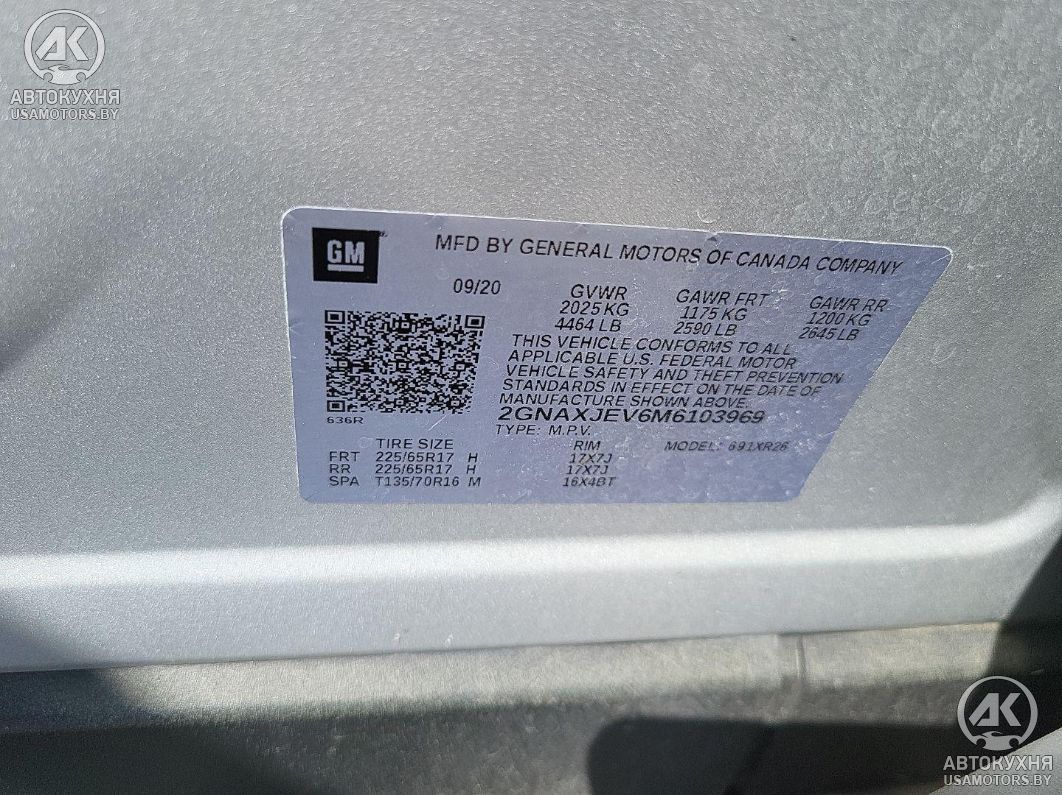 AK
АВТОКУХНЯ
USAMOTORS.BY
GM
MFD BY GENERAL MOTORS OF CANADA COMPANY
09/20 GVWR GAWR FRT GAWR RR
2025 KG 1175 KG 1200 KG
4464 LB 2590 LB 2645 LB
THIS VEHICLE CONFORMS TO ALL
APPLICABLE U.S. FEDERAL MOTOR
VEHICLE SAFETY AND THEFT PREVENTION
STANDARDS IN EFFECT ON THE DATE OF
MANUFACTURE SHOWN ABOVE.
636R 2GNAXJEV6M6103969
TYPE: M.P.V.
TIRE SIZE RIM MODEL: 691XR26
FRT 225/65R17 H 17X7J
RR 225/65R17 H 17X7J
SPA T135/70R16 M 16X4BT
AK
АВТОКУХНЯ
USAMOTORS.BY